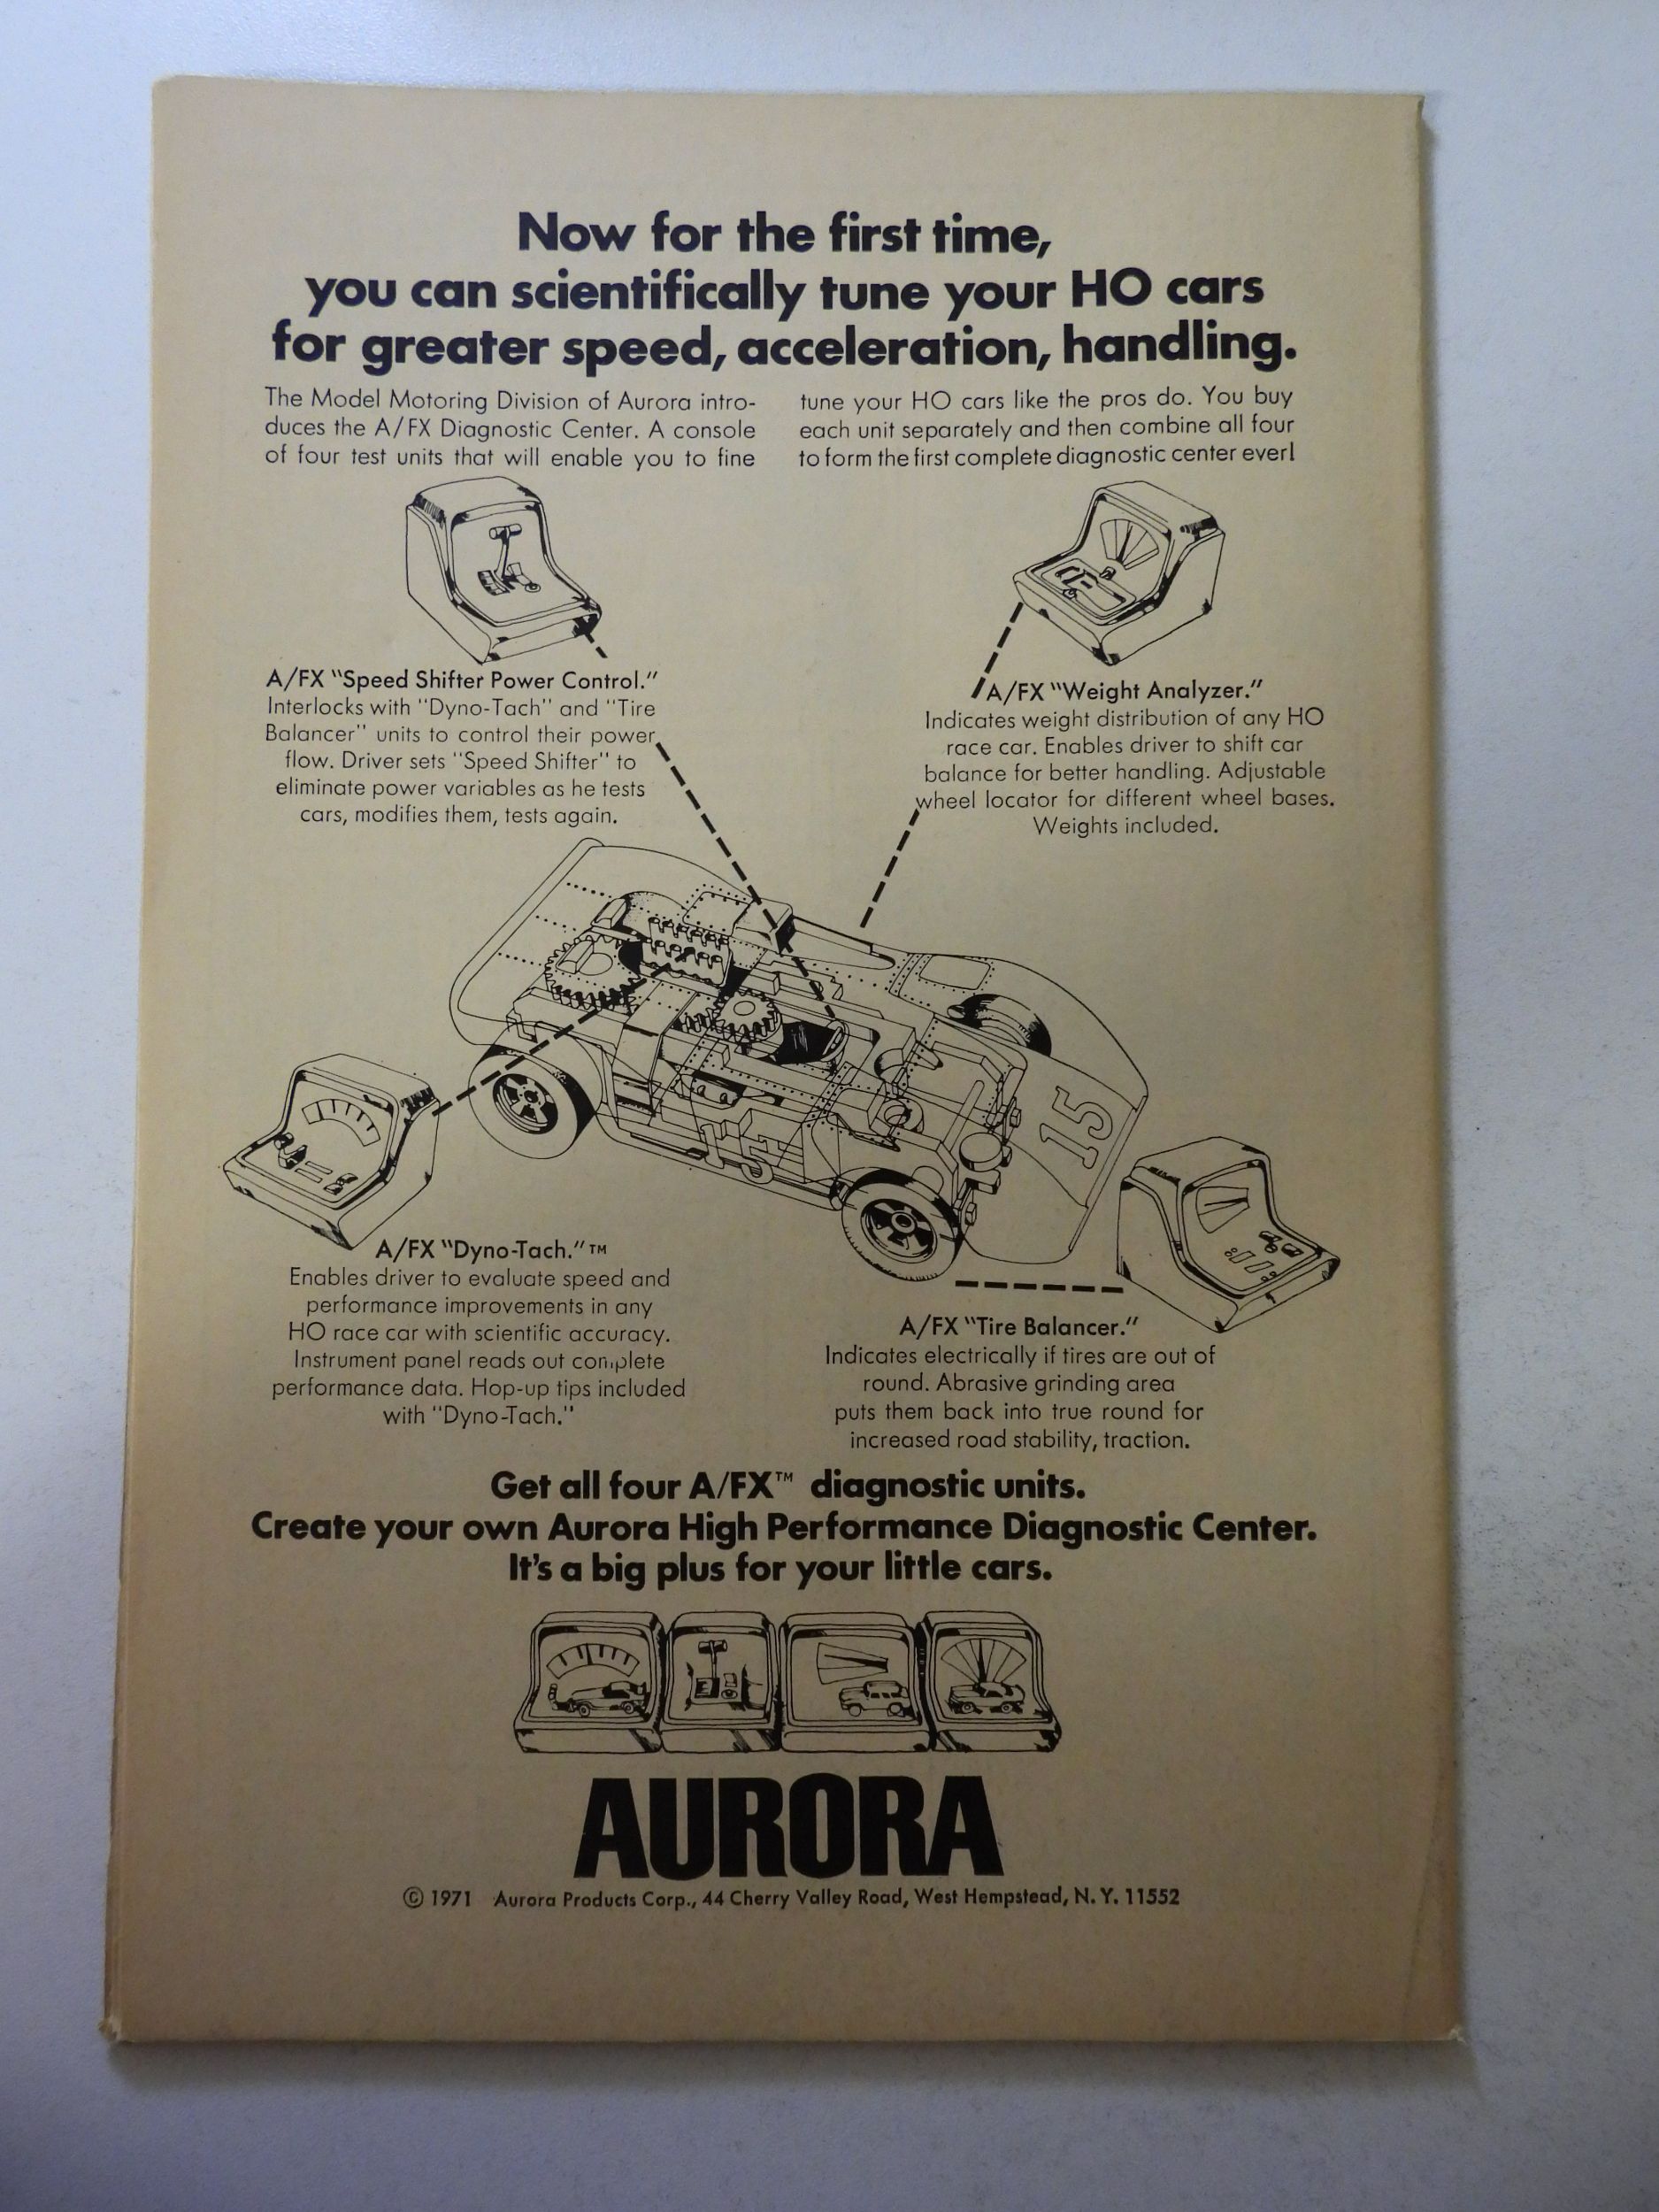 Now for the first time,
you can scientifically tune your HO cars
for greater speed, acceleration, handling.
The Model Motoring Division of Aurora intro-
duces the A/FX Diagnostic Center. A console
of four test units that will enable you to fine
tune your HO cars like the pros do. You buy
each unit separately and then combine all four
to form the first complete diagnostic center ever!
A/FX "Speed Shifter Power Control."
Interlocks with "Dyno-Tach" and "Tire
Balancer" units to control their power
flow. Driver sets "Speed Shifter" to
eliminate power variables as he tests
cars, modifies them, tests again.
A/FX "Weight Analyzer."
Indicates weight distribution of any HO
race car. Enables driver to shift car
balance for better handling. Adjustable
wheel locator for different wheel bases.
Weights included.
15
15
A/FX "Dyno-Tach."™
Enables driver to evaluate speed and
performance improvements in any
HO race car with scientific accuracy.
Instrument panel reads out complete
performance data. Hop-up tips included
with "Dyno-Tach."
A/FX "Tire Balancer."
Indicates electrically if tires are out of
round. Abrasive grinding area
puts them back into true round for
increased road stability, traction.
Get all four A/FX™ diagnostic units.
Create your own Aurora High Performance Diagnostic Center.
It's a big plus for your little cars.
AURORA
© 1971 Aurora Products Corp., 44 Cherry Valley Road, West Hempstead, N. Y. 11552